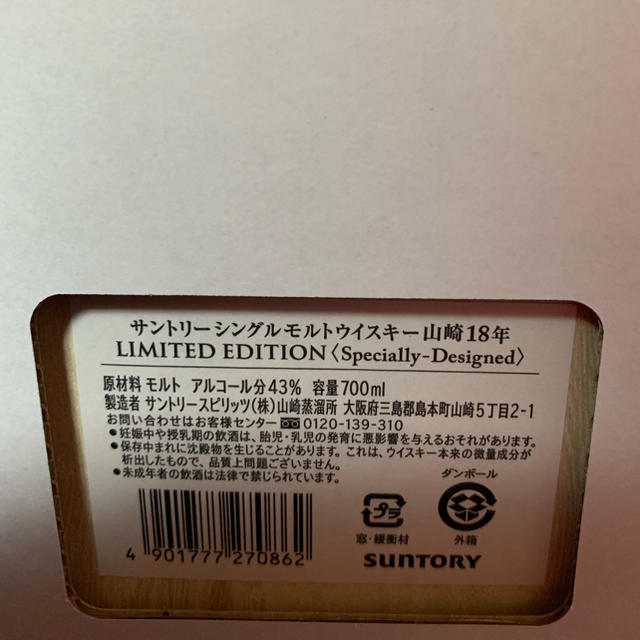 サントリーシングルモルトウイスキー山崎18年
LIMITED EDITION〈Specially-Designed〉
原材料 モルト アルコール分43% 容量700ml
製造者 サントリースピリッツ(株)山崎蒸溜所 大阪府三島郡島本町山崎5丁目2-1
お問い合わせはお客様センター 0120-139-310
●妊娠中や授乳期の飲酒は、胎児・乳児の発育に悪影響を与えるおそれがあります。
●保存中まれに沈殿物を生じることがあります。これは、ウイスキー本来の微量成分が
析出したもので、品質上問題ございません。
●未成年者の飲酒は法律で禁じられています。
ダンボール
プラ
窓・緩衝材
外箱
4 901777 270862
SUNTORY